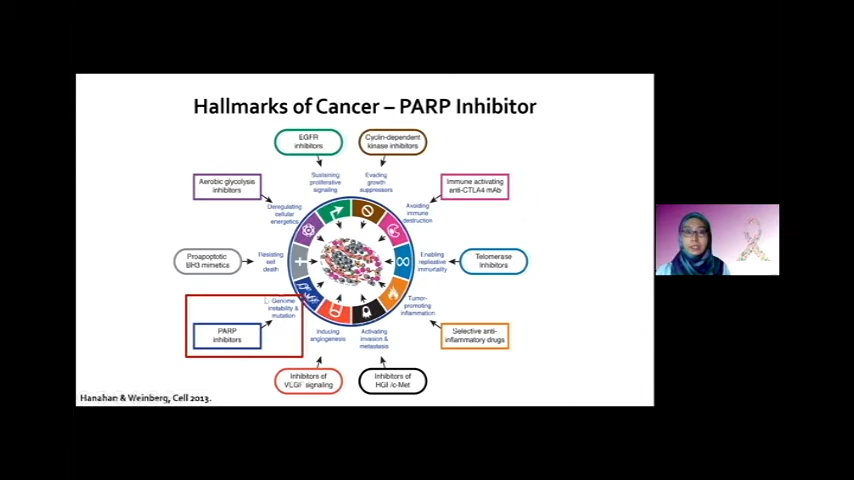 Hallmarks of Cancer – PARP Inhibitor
EGFR
inhibitors
Cyclin-dependent
kinase inhibitors
Sustaining
proliferative
signaling
Evading
growth
suppressors
Aerobic glycolysis
inhibitors
Immune activating
anti-CTLA4 mAb
Deregulating
cellular
energetics
Avoiding
immune
destruction
Proapoptotic
BH3 mimetics
Resisting
cell
death
Enabling
replicative
immortality
Telomerase
Inhibitors
Genome
instability &
mutation
Tumor-
promoting
inflammation
PARP
inhibitors
Inducing
angiogenesis
Activating
invasion &
metastasis
Selective anti-
inflammatory drugs
Inhibitors of
VEGF signaling
Inhibitors of
HGF/c-Met
Hanahan & Weinberg, Cell 2013.